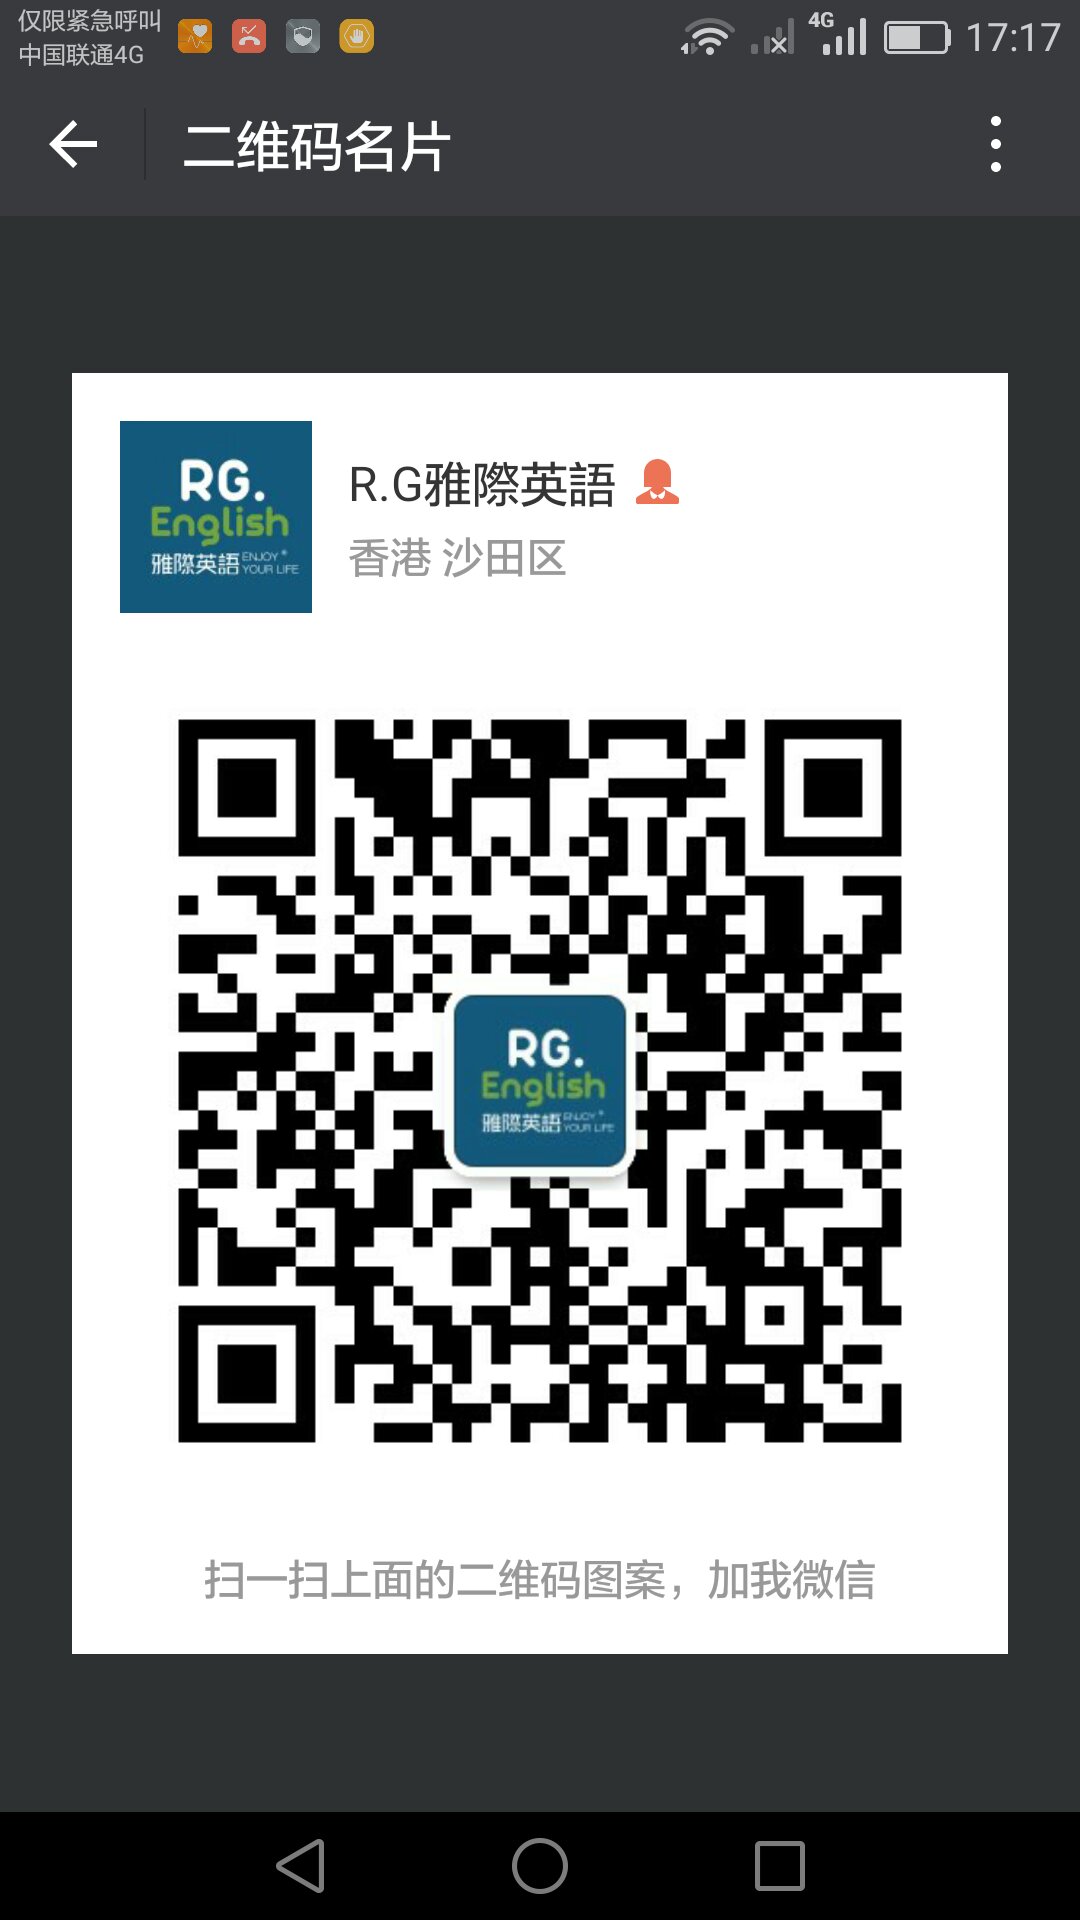 仅限紧急呼叫
中国联通4G
4G
17:17
二维码名片
RG.
English
雅際英語 ENJOY YOUR LIFE
R.G雅際英語
香港 沙田区
RG.
English
雅際英語 ENJOY YOUR LIFE
扫一扫上面的二维码图案，加我微信